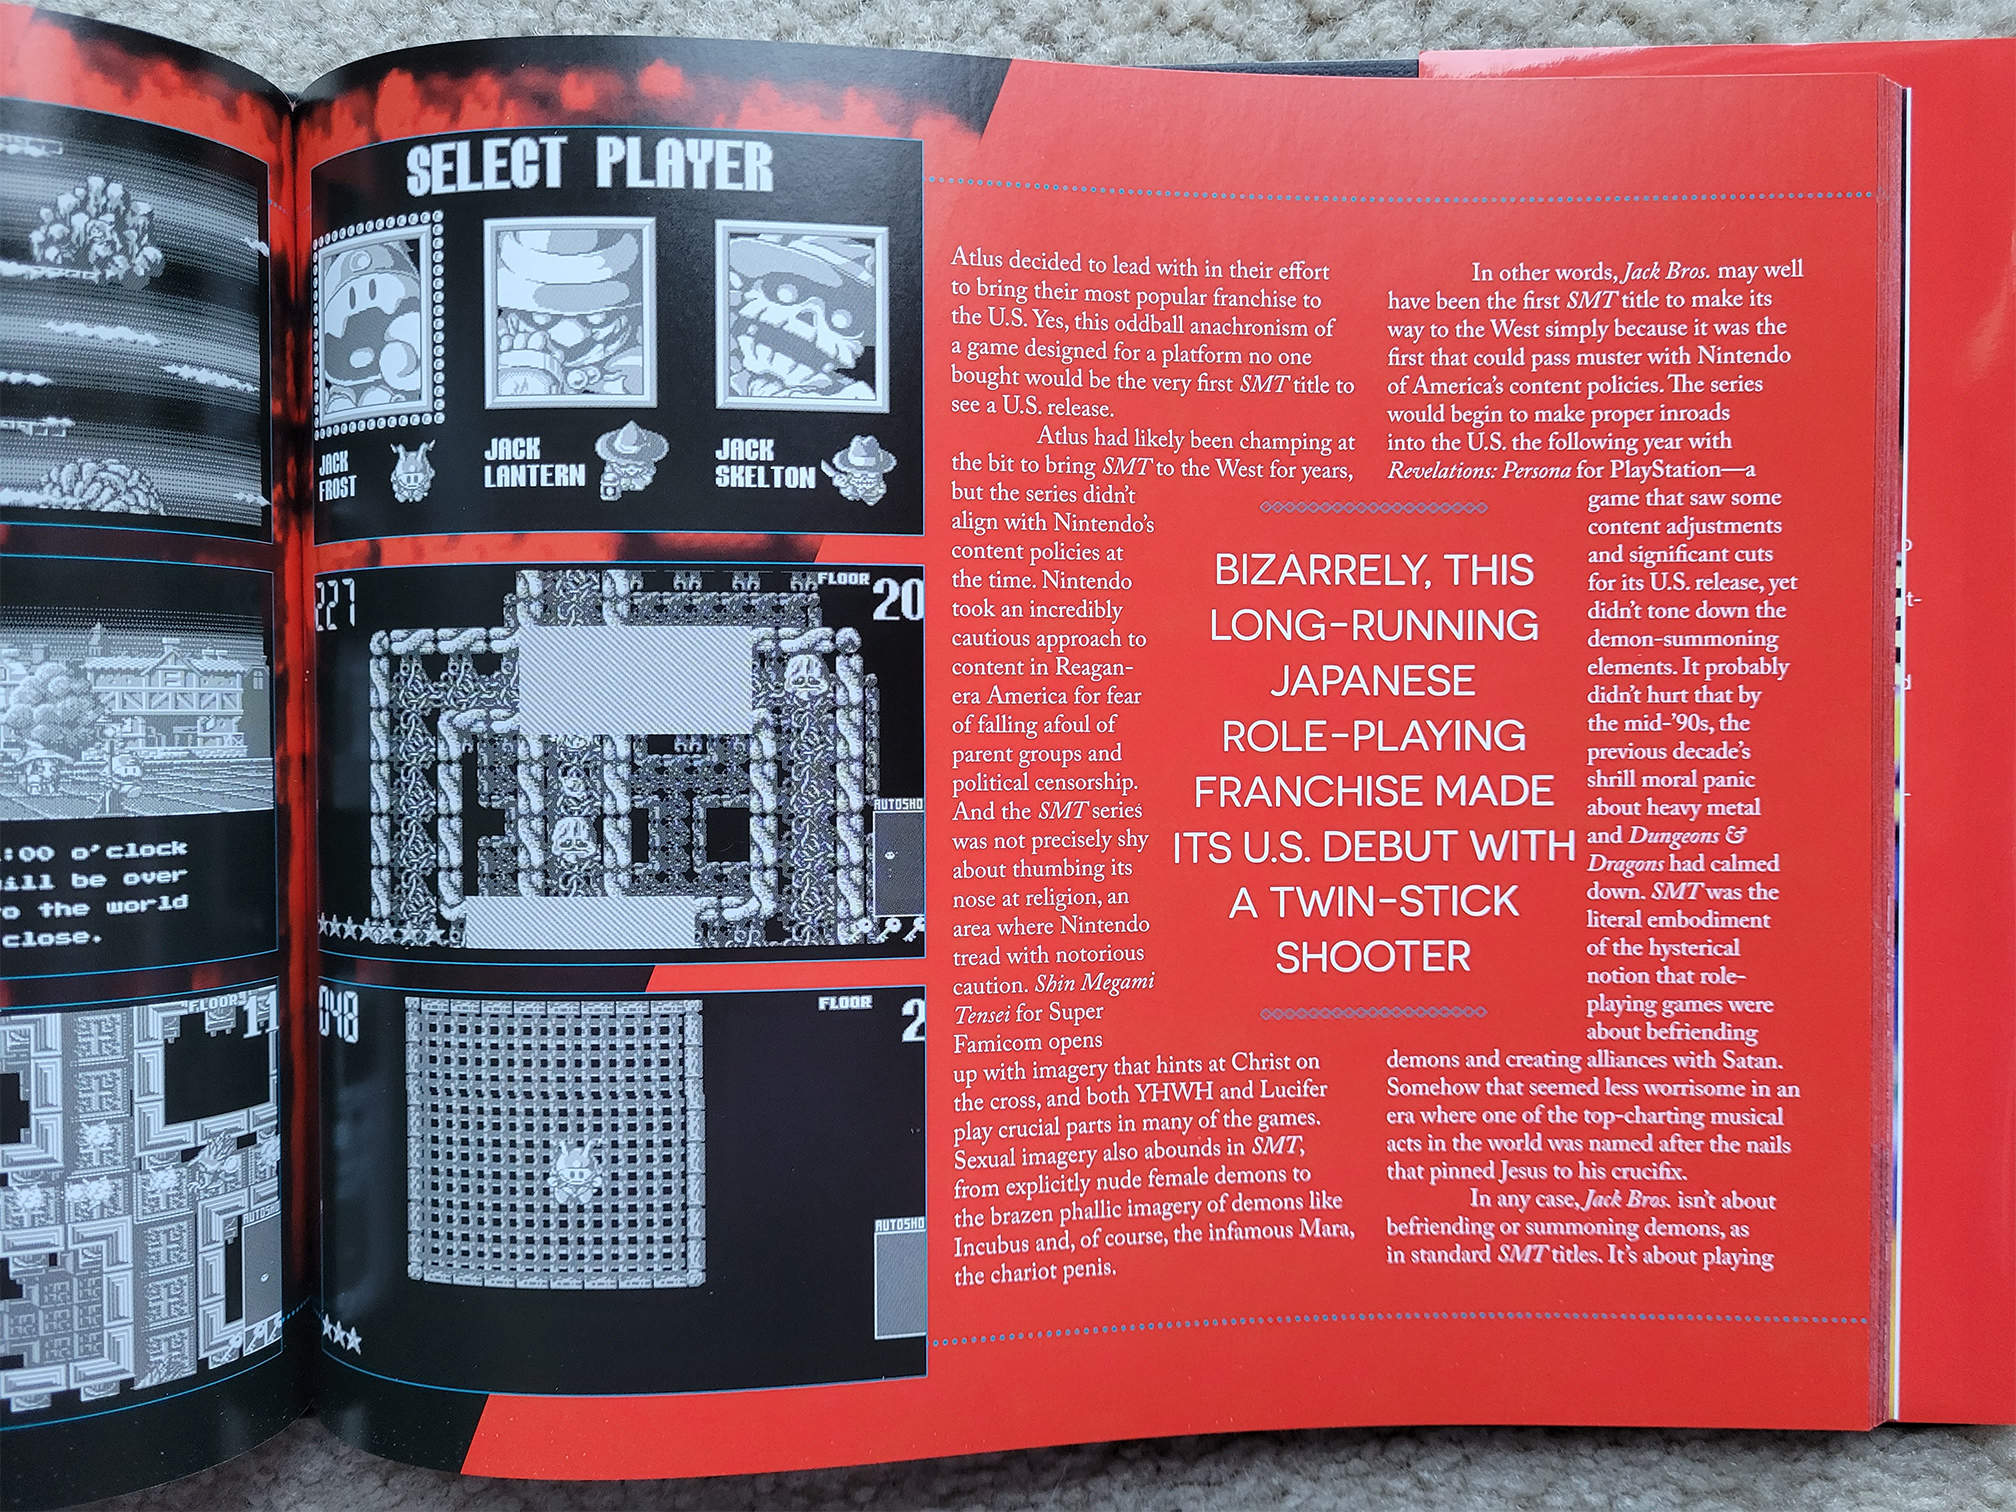 :00 o'clock
will be over
to the world
close.
FLOOR
11
AUTOSHO
SELECT PLAYER
JACK
FROST
JACK
LANTERN
JACK
SKELTON
227
FLOOR
20
AUTOSHO
048
FLOOR
2
AUTOSHO
Atlus decided to lead with in their effort
to bring their most popular franchise to
the U.S. Yes, this oddball anachronism of
a game designed for a platform no one
bought would be the very first SMT title to
see a U.S. release.
Atlus had likely been champing at
the bit to bring SMT to the West for years,
but the series didn't
align with Nintendo's
content policies at
the time. Nintendo
took an incredibly
cautious approach to
content in Reagan-
era America for fear
of falling afoul of
parent groups and
political censorship.
And the SMT series
was not precisely shy
about thumbing its
nose at religion, an
area where Nintendo
tread with notorious
caution. Shin Megami
Tensei for Super
Famicom opens
up with imagery that hints at Christ on
the cross, and both YHWH and Lucifer
play crucial parts in many of the games.
Sexual imagery also abounds in SMT,
from explicitly nude female demons to
the brazen phallic imagery of demons like
Incubus and, of course, the infamous Mara,
the chariot penis.
BIZARRELY, THIS
LONG-RUNNING
JAPANESE
ROLE-PLAYING
FRANCHISE MADE
ITS U.S. DEBUT WITH
A TWIN-STICK
SHOOTER
In other words, Jack Bros. may well
have been the first SMT title to make its
way to the West simply because it was the
first that could pass muster with Nintendo
of America's content policies. The series
would begin to make proper inroads
into the U.S. the following year with
Revelations: Persona for PlayStation—a
game that saw some
content adjustments
and significant cuts
for its U.S. release, yet
didn't tone down the
demon-summoning
elements. It probably
didn't hurt that by
the mid-'90s, the
previous decade's
shrill moral panic
about heavy metal
and Dungeons &
Dragons had calmed
down. SMT was the
literal embodiment
of the hysterical
notion that role-
playing games were
about befriending
demons and creating alliances with Satan.
Somehow that seemed less worrisome in an
era where one of the top-charting musical
acts in the world was named after the nails
that pinned Jesus to his crucifix.
In any case, Jack Bros. isn't about
befriending or summoning demons, as
in standard SMT titles. It's about playing